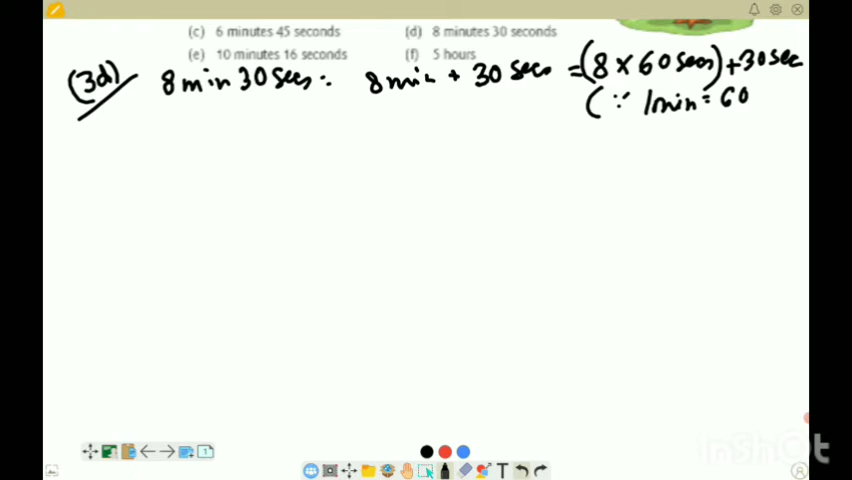 (c) 6 minutes 45 seconds (d) 8 minutes 30 seconds
(e) 10 minutes 16 seconds (f) 5 hours
(3d) 8 min 30 secs = 8 min + 30 secs = (8 × 60 secs) + 30 sec
( ∵ 1 min = 60
1
T
InShOt